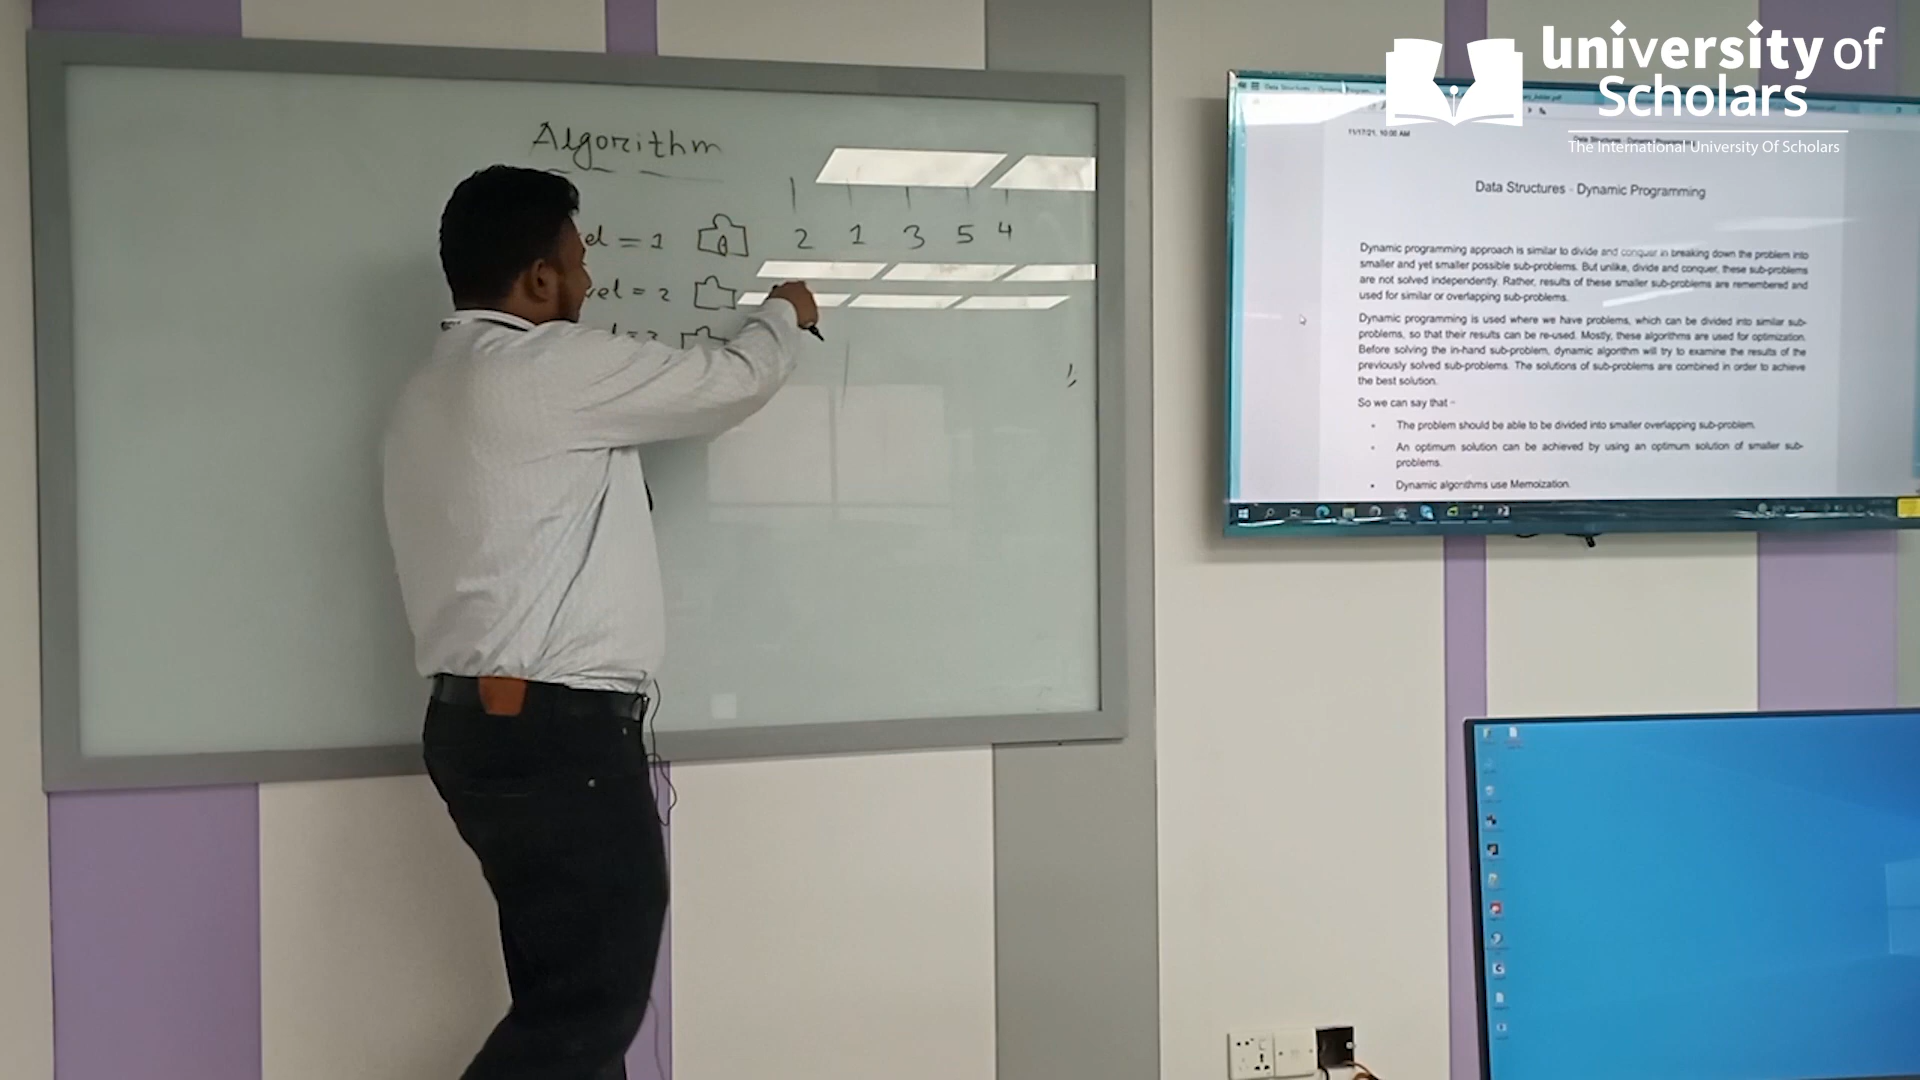 University of
Scholars
The International University Of Scholars
Algorithm
el = 1 2 1 3 5 4
vel = 2
= 3
11/17/21, 10:00 AM
Data Structures - Dynamic Programming
Dynamic programming approach is similar to divide and conquer in breaking down the problem into
smaller and yet smaller possible sub-problems. But unlike, divide and conquer, these sub-problems
are not solved independently. Rather, results of these smaller sub-problems are remembered and
used for similar or overlapping sub-problems.
Dynamic programming is used where we have problems, which can be divided into similar sub-
problems, so that their results can be re-used. Mostly, these algorithms are used for optimization.
Before solving the in-hand sub-problem, dynamic algorithm will try to examine the results of the
previously solved sub-problems. The solutions of sub-problems are combined in order to achieve
the best solution.
So we can say that −
The problem should be able to be divided into smaller overlapping sub-problem.
An optimum solution can be achieved by using an optimum solution of smaller sub-
problems.
Dynamic algorithms use Memoization.